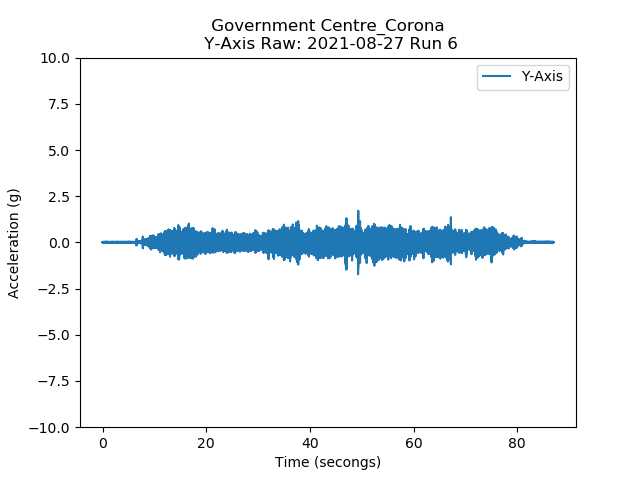 Government Centre_Corona
Y-Axis Raw: 2021-08-27 Run 6
10.0
7.5
5.0
2.5
0.0
−2.5
−5.0
−7.5
−10.0
Acceleration (g)
Y-Axis
0 20 40 60 80
Time (secongs)